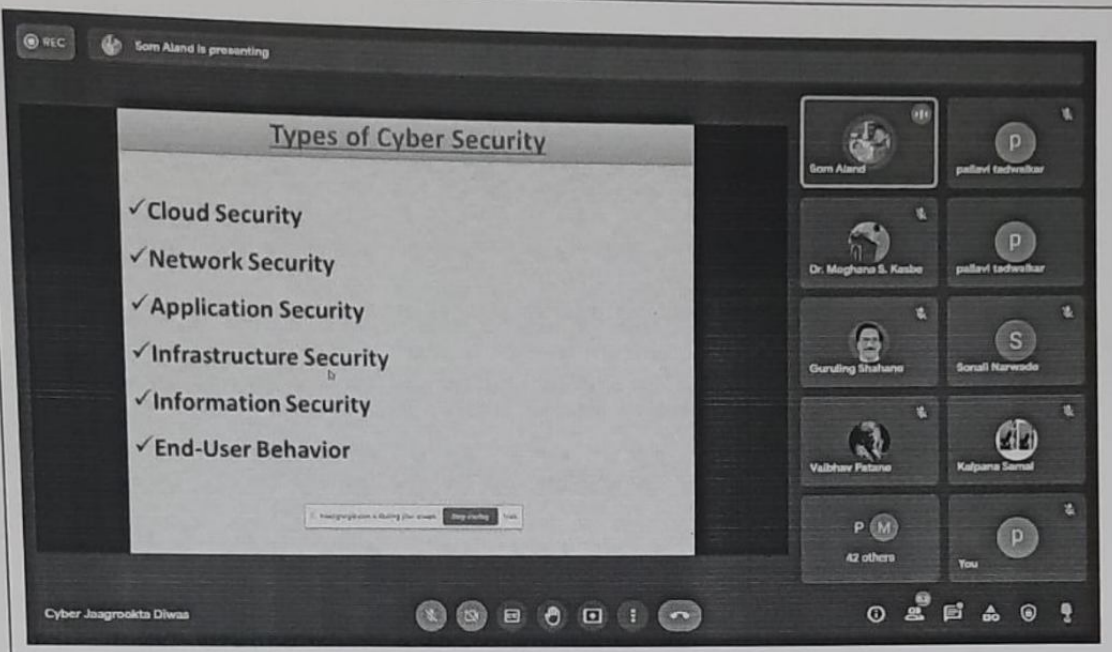 REC
Som Aland is presenting
Types of Cyber Security
✓Cloud Security
✓Network Security
✓Application Security
✓Infrastructure Security
✓Information Security
✓End-User Behavior
Som Aland
pallavi tadwalkar
Dr. Meghana S. Kasbe
pallavi tadwalkar
Guruling Shahane
Sonali Narwade
Vaibhav Patane
Kalpana Samal
P M
42 others
P
You
Cyber Jaagrookta Diwas